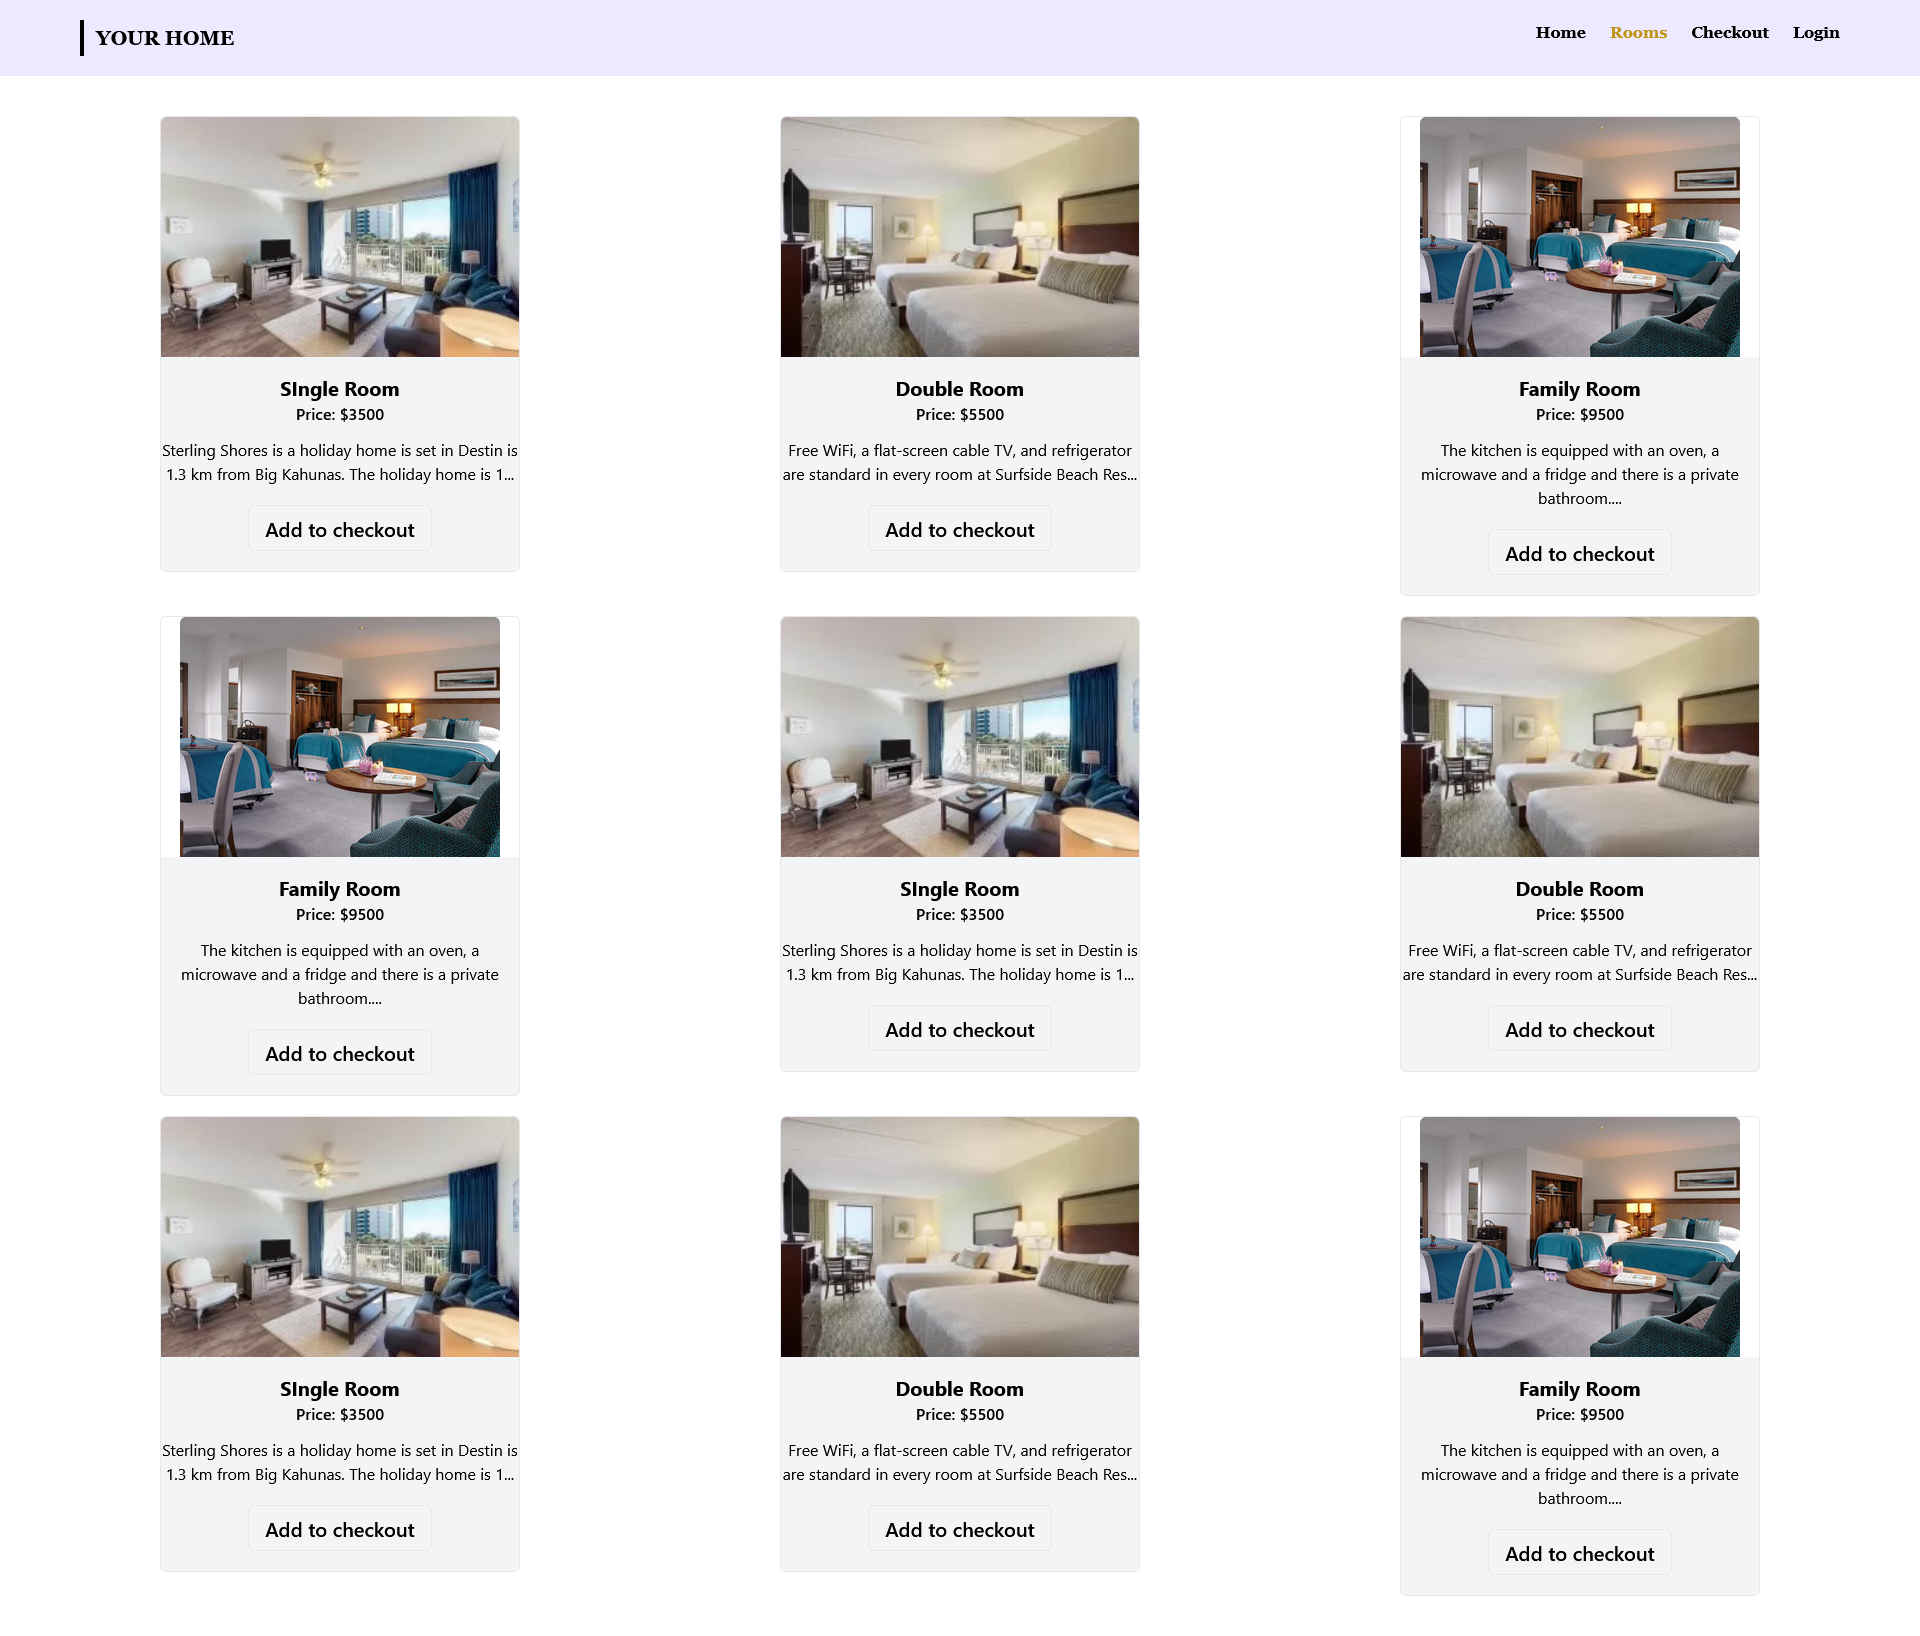 YOUR HOME
Home Rooms Checkout Login
SIngle Room
Price: $3500
Sterling Shores is a holiday home is set in Destin is
1.3 km from Big Kahunas. The holiday home is 1...
Add to checkout
Double Room
Price: $5500
Free WiFi, a flat-screen cable TV, and refrigerator
are standard in every room at Surfside Beach Res...
Add to checkout
Family Room
Price: $9500
The kitchen is equipped with an oven, a
microwave and a fridge and there is a private
bathroom....
Add to checkout
Family Room
Price: $9500
The kitchen is equipped with an oven, a
microwave and a fridge and there is a private
bathroom....
Add to checkout
SIngle Room
Price: $3500
Sterling Shores is a holiday home is set in Destin is
1.3 km from Big Kahunas. The holiday home is 1...
Add to checkout
Double Room
Price: $5500
Free WiFi, a flat-screen cable TV, and refrigerator
are standard in every room at Surfside Beach Res...
Add to checkout
SIngle Room
Price: $3500
Sterling Shores is a holiday home is set in Destin is
1.3 km from Big Kahunas. The holiday home is 1...
Add to checkout
Double Room
Price: $5500
Free WiFi, a flat-screen cable TV, and refrigerator
are standard in every room at Surfside Beach Res...
Add to checkout
Family Room
Price: $9500
The kitchen is equipped with an oven, a
microwave and a fridge and there is a private
bathroom....
Add to checkout